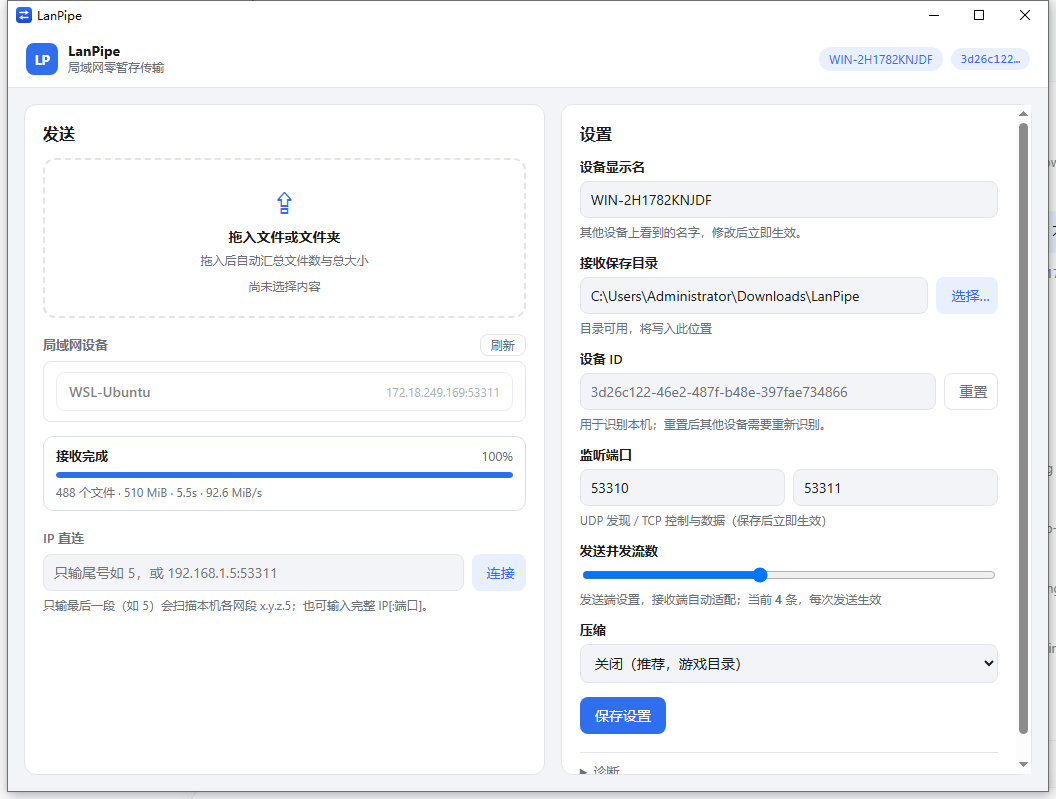 LanPipe
LP
LanPipe
局域网零暂存传输
WIN-2H1782KNJDF
3d26c122…
发送
拖入文件或文件夹
拖入后自动汇总文件数与总大小
尚未选择内容
局域网设备
刷新
WSL-Ubuntu
172.18.249.169:53311
接收完成
100%
488 个文件 · 510 MiB · 5.5s · 92.6 MiB/s
IP 直连
只输尾号如 5，或 192.168.1.5:53311
连接
只输最后一段（如 5）会扫描本机各网段 x.y.z.5；也可输入完整 IP[:端口]。
设置
设备显示名
WIN-2H1782KNJDF
其他设备上看到的名字，修改后立即生效。
接收保存目录
C:\Users\Administrator\Downloads\LanPipe
选择...
目录可用，将写入此位置
设备 ID
3d26c122-46e2-487f-b48e-397fae734866
重置
用于识别本机；重置后其他设备需要重新识别。
监听端口
53310
53311
UDP 发现 / TCP 控制与数据（保存后立即生效）
发送并发流数
发送端设置，接收端自动适配；当前 4 条，每次发送生效
压缩
关闭（推荐，游戏目录）
保存设置
诊断